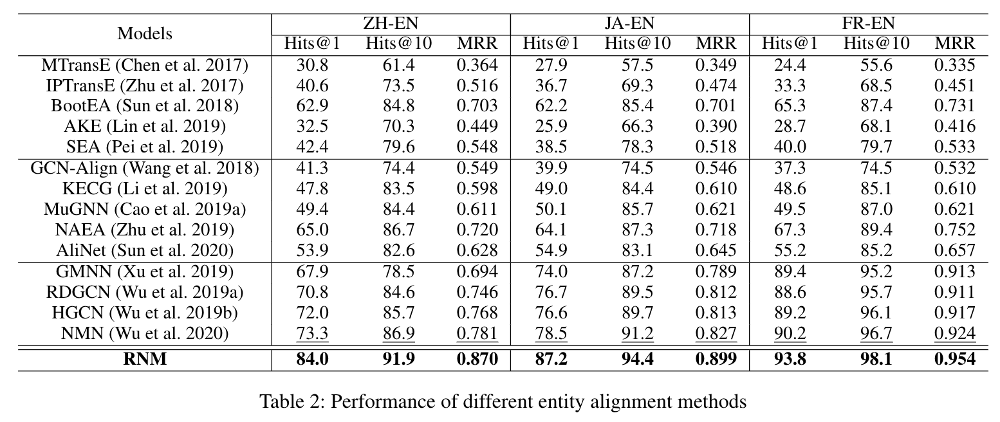 Models ZH-EN JA-EN FR-EN
Hits@1 Hits@10 MRR Hits@1 Hits@10 MRR Hits@1 Hits@10 MRR
MTransE (Chen et al. 2017) 30.8 61.4 0.364 27.9 57.5 0.349 24.4 55.6 0.335
IPTransE (Zhu et al. 2017) 40.6 73.5 0.516 36.7 69.3 0.474 33.3 68.5 0.451
BootEA (Sun et al. 2018) 62.9 84.8 0.703 62.2 85.4 0.701 65.3 87.4 0.731
AKE (Lin et al. 2019) 32.5 70.3 0.449 25.9 66.3 0.390 28.7 68.1 0.416
SEA (Pei et al. 2019) 42.4 79.6 0.548 38.5 78.3 0.518 40.0 79.7 0.533
GCN-Align (Wang et al. 2018) 41.3 74.4 0.549 39.9 74.5 0.546 37.3 74.5 0.532
KECG (Li et al. 2019) 47.8 83.5 0.598 49.0 84.4 0.610 48.6 85.1 0.610
MuGNN (Cao et al. 2019a) 49.4 84.4 0.611 50.1 85.7 0.621 49.5 87.0 0.621
NAEA (Zhu et al. 2019) 65.0 86.7 0.720 64.1 87.3 0.718 67.3 89.4 0.752
AliNet (Sun et al. 2020) 53.9 82.6 0.628 54.9 83.1 0.645 55.2 85.2 0.657
GMNN (Xu et al. 2019) 67.9 78.5 0.694 74.0 87.2 0.789 89.4 95.2 0.913
RDGCN (Wu et al. 2019a) 70.8 84.6 0.746 76.7 89.5 0.812 88.6 95.7 0.911
HGCN (Wu et al. 2019b) 72.0 85.7 0.768 76.6 89.7 0.813 89.2 96.1 0.917
NMN (Wu et al. 2020) 73.3 86.9 0.781 78.5 91.2 0.827 90.2 96.7 0.924
RNM 84.0 91.9 0.870 87.2 94.4 0.899 93.8 98.1 0.954
Table 2: Performance of different entity alignment methods